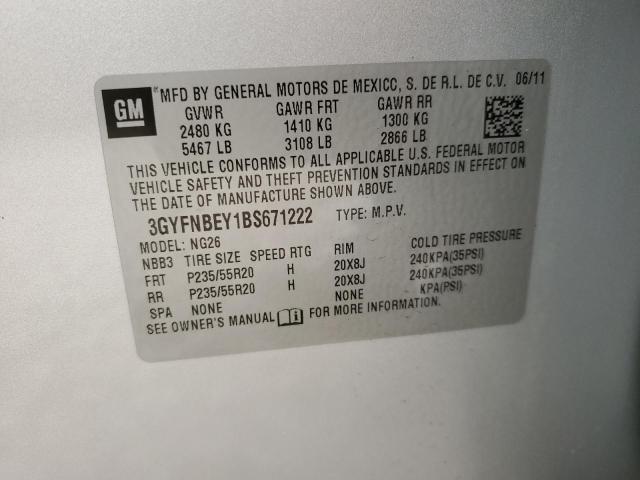 GM
MFD BY GENERAL MOTORS DE MEXICO, S. DE R.L. DE C.V. 06/11
GVWR GAWR FRT GAWR RR
2480 KG 1410 KG 1300 KG
5467 LB 3108 LB 2866 LB
THIS VEHICLE CONFORMS TO ALL APPLICABLE U.S. FEDERAL MOTOR
VEHICLE SAFETY AND THEFT PREVENTION STANDARDS IN EFFECT ON
THE DATE OF MANUFACTURE SHOWN ABOVE.
3GYFNBEY1BS671222 TYPE: M.P.V.
MODEL: NG26
NBB3 TIRE SIZE SPEED RTG RIM COLD TIRE PRESSURE
FRT P235/55R20 H 20X8J 240KPA(35PSI)
RR P235/55R20 H 20X8J 240KPA(35PSI)
SPA NONE NONE KPA(PSI)
SEE OWNER'S MANUAL i FOR MORE INFORMATION.